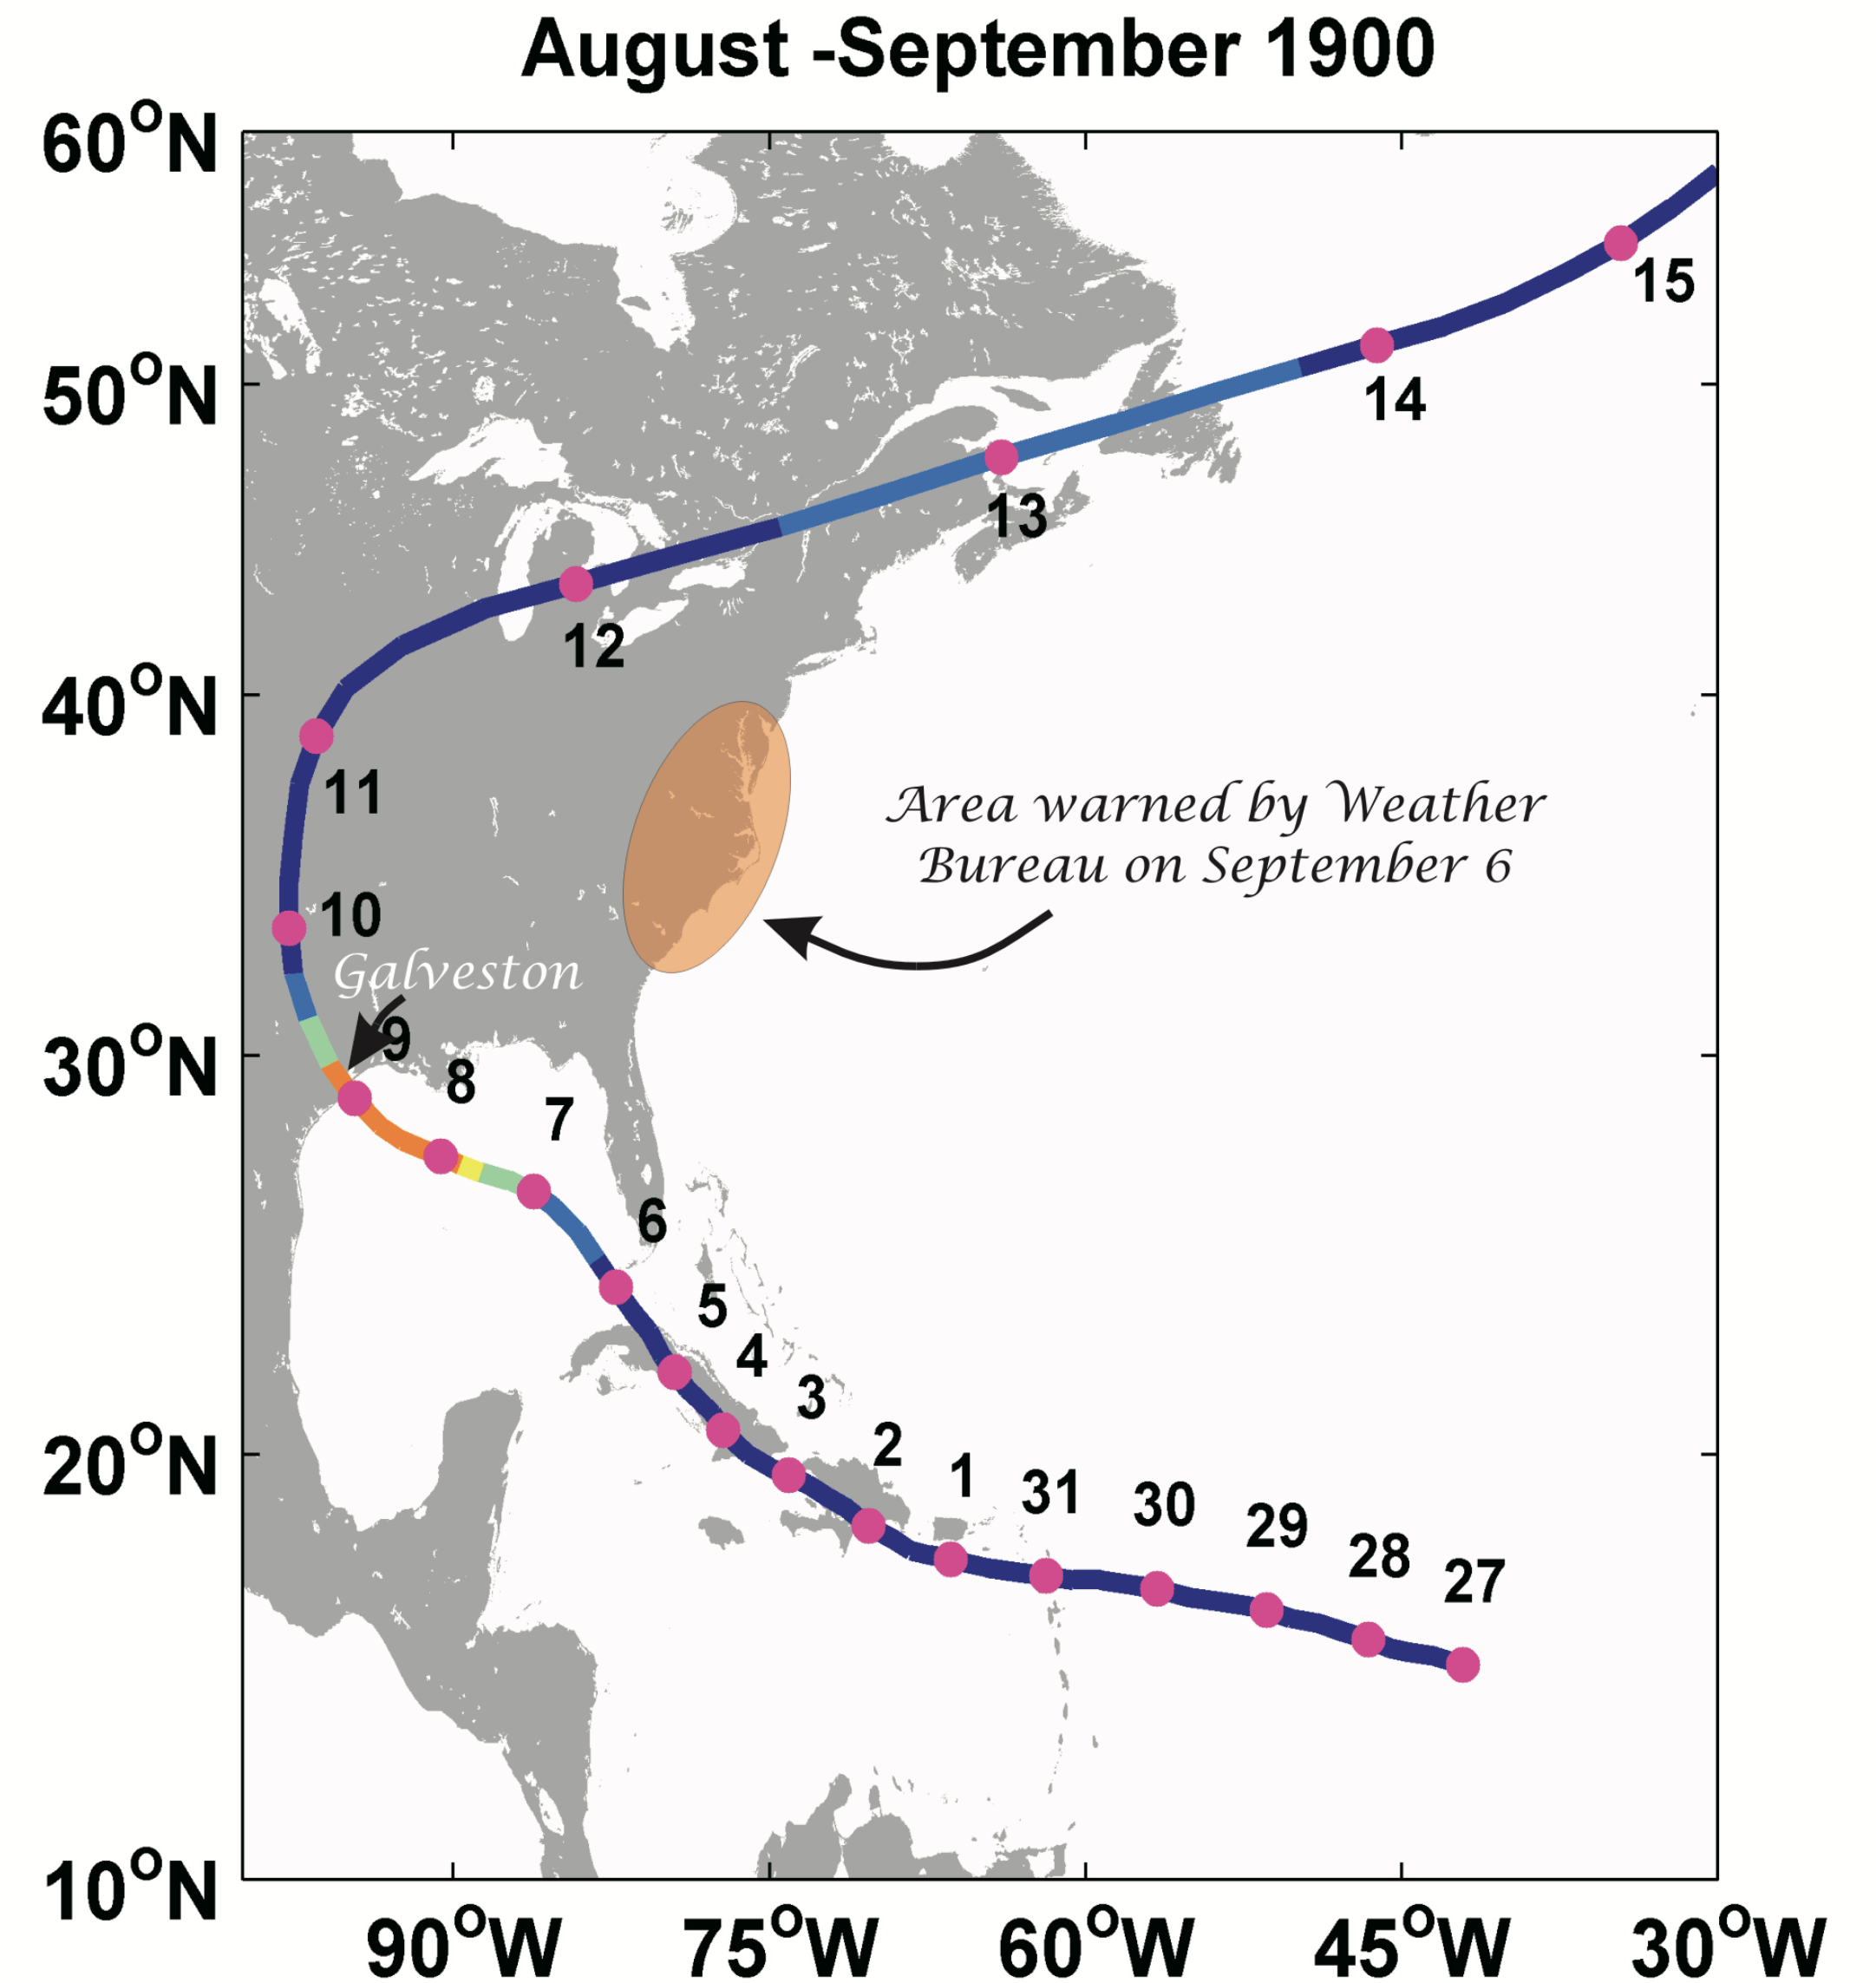 August -September 1900
60°N
50°N
40°N
30°N
20°N
10°N
90°W
75°W
60°W
45°W
30°W
15
14
13
12
11
Area warned by Weather
Bureau on September 6
10
Galveston
9
8
7
6
5
4
3
2
1
31
30
29
28
27